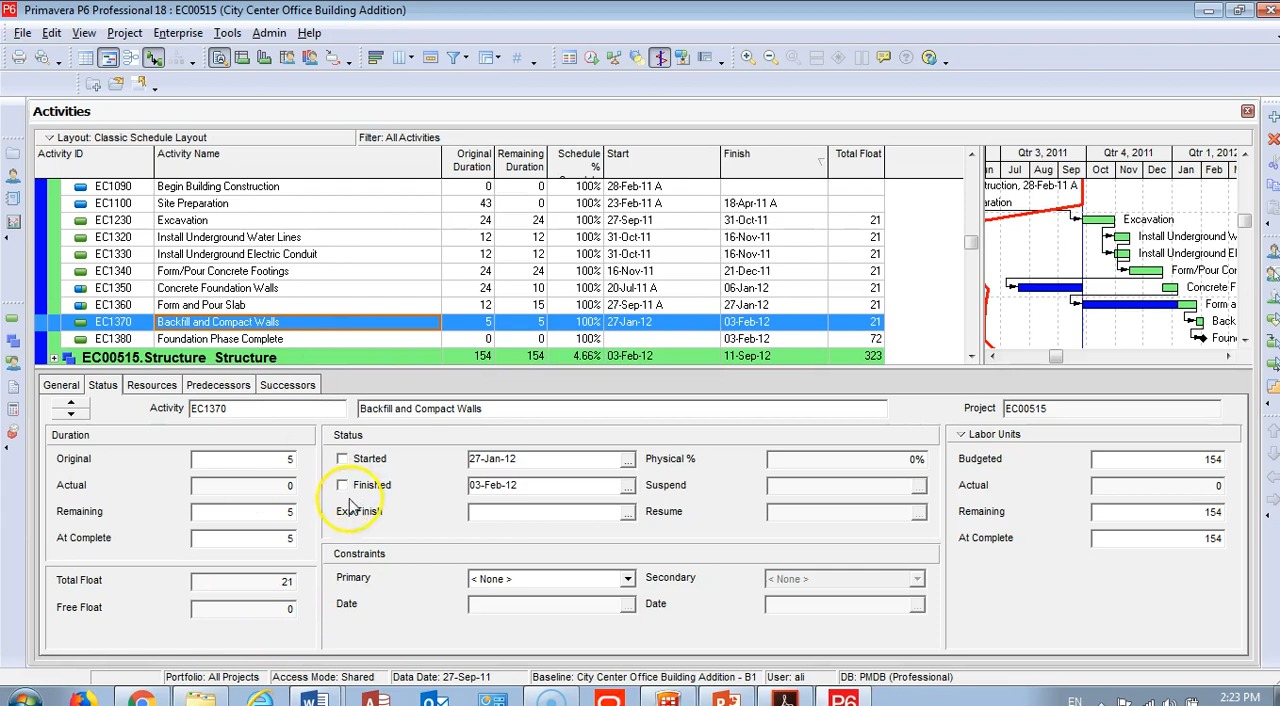 Primavera P6 Professional 18 : EC00515 (City Center Office Building Addition)
File Edit View Project Enterprise Tools Admin Help
Activities
Layout: Classic Schedule Layout Filter: All Activities
Activity ID Activity Name Original Duration Remaining Duration Schedule % Start Finish Total Float
Qtr 3, 2011 Qtr 4, 2011 Qtr 1, 2012
Jul Aug Sep Oct Nov Dec Jan Feb
EC1090 Begin Building Construction 0 0 100% 28-Feb-11 A truction, 28-Feb-11 A
EC1100 Site Preparation 43 0 100% 23-Feb-11 A 18-Apr-11 A aration
EC1230 Excavation 24 24 100% 27-Sep-11 31-Oct-11 21 Excavation
EC1320 Install Underground Water Lines 12 12 100% 31-Oct-11 16-Nov-11 21 Install Underground W
EC1330 Install Underground Electric Conduit 12 12 100% 31-Oct-11 16-Nov-11 21 Install Underground E
EC1340 Form/Pour Concrete Footings 24 24 100% 16-Nov-11 21-Dec-11 21 Form/Pour Concrete
EC1350 Concrete Foundation Walls 24 12 100% 20-Jul-11 A 06-Jan-12 21 Concrete F
EC1360 Form and Pour Slab 12 15 100% 27-Sep-11 A 27-Jan-12 21 Form a
EC1370 Backfill and Compact Walls 5 5 100% 27-Jan-12 03-Feb-12 21 Back
EC1380 Foundation Phase Complete 0 0 100% 03-Feb-12 72 Foun
EC00515.Structure Structure 154 154 4.66% 03-Feb-12 11-Sep-12 323
General Status Resources Predecessors Successors
Activity EC1370 Backfill and Compact Walls Project EC00515
Duration Status Labor Units
Original 5 Started 27-Jan-12 Physical % 0% Budgeted 154
Actual 0 Finished 03-Feb-12 Suspend Actual 0
Remaining 5 Exp Finish Resume Remaining 154
At Complete 5 At Complete 154
Constraints
Total Float 21 Primary < None > Secondary < None >
Free Float 0 Date Date
Portfolio: All Projects Access Mode: Shared Data Date: 27-Sep-11 Baseline: City Center Office Building Addition - B1 User: ali DB: PMDB (Professional)
EN 2:23 PM